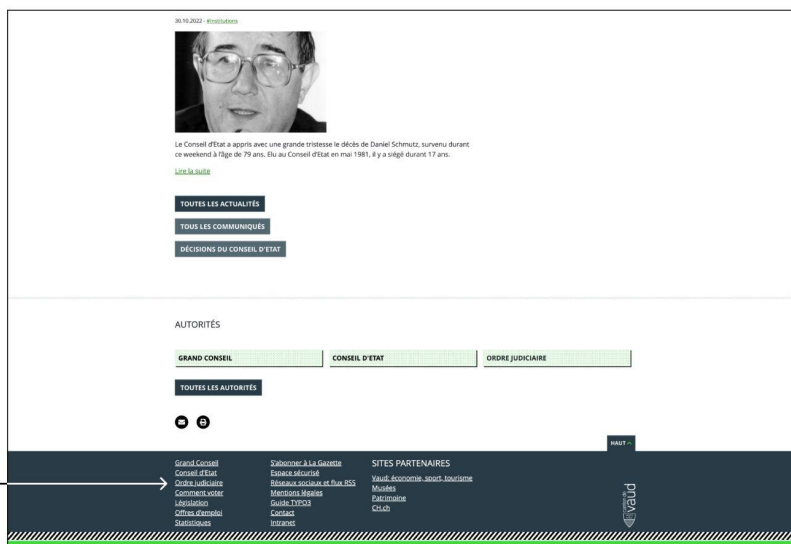 30.10.2022 - #Institutions
Le Conseil d'Etat a appris avec une grande tristesse le décès de Daniel Schmutz, survenu durant
ce weekend à l'âge de 79 ans. Elu au Conseil d'Etat en mai 1981, il y a siégé durant 17 ans.
Lire la suite
TOUTES LES ACTUALITÉS
TOUS LES COMMUNIQUÉS
DÉCISIONS DU CONSEIL D'ETAT
AUTORITÉS
GRAND CONSEIL
CONSEIL D'ETAT
ORDRE JUDICIAIRE
TOUTES LES AUTORITÉS
HAUT
Grand Conseil
Conseil d'Etat
Ordre judiciaire
Comment voter
Législation
Offres d'emploi
Statistiques
S'abonner à La Gazette
Espace sécurisé
Réseaux sociaux et flux RSS
Mentions légales
Guide TYPO3
Contact
Intranet
SITES PARTENAIRES
Vaud: économie, sport, tourisme
Musées
Patrimoine
CH.ch
canton de
vaud